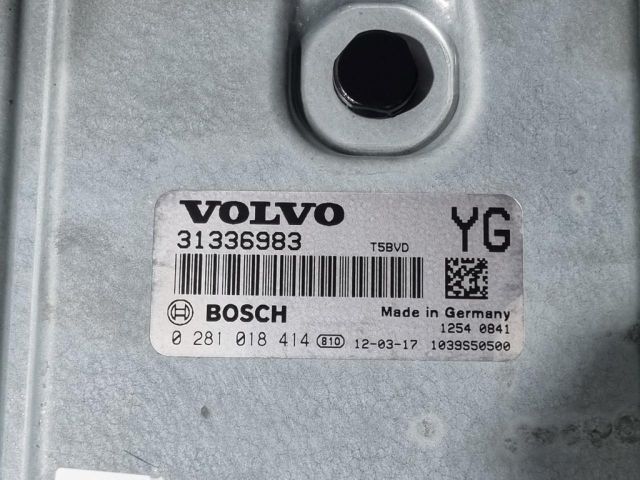 VOLVO
31336983 T5BVD YG
BOSCH Made in Germany
1254 0841
0 281 018 414 810 12-03-17 1039S50500